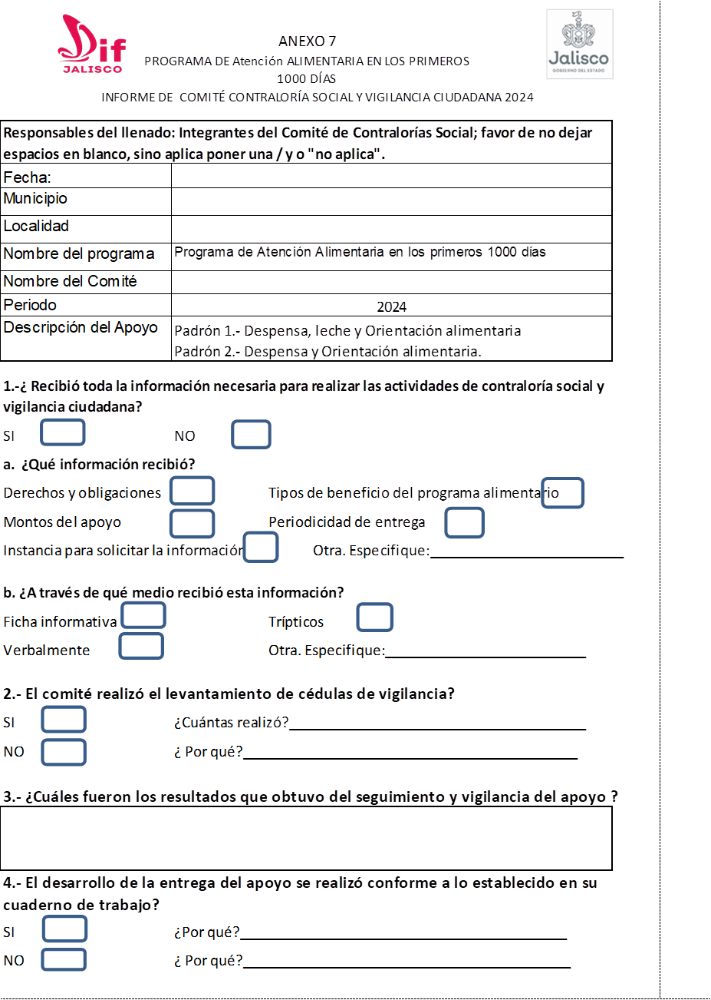 Dif
JALISCO
Jalisco
GOBIERNO DEL ESTADO
ANEXO 7
PROGRAMA DE Atención ALIMENTARIA EN LOS PRIMEROS
1000 DÍAS
INFORME DE COMITÉ CONTRALORÍA SOCIAL Y VIGILANCIA CIUDADANA 2024
Responsables del llenado: Integrantes del Comité de Contralorías Social; favor de no dejar
espacios en blanco, sino aplica poner una / y o "no aplica".
Fecha:
Municipio
Localidad
Nombre del programa Programa de Atención Alimentaria en los primeros 1000 días
Nombre del Comité
Periodo 2024
Descripción del Apoyo Padrón 1.- Despensa, leche y Orientación alimentaria
Padrón 2.- Despensa y Orientación alimentaria.
1.-¿ Recibió toda la información necesaria para realizar las actividades de contraloría social y
vigilancia ciudadana?
SI NO
a. ¿Qué información recibió?
Derechos y obligaciones Tipos de beneficio del programa alimentario
Montos del apoyo Periodicidad de entrega
Instancia para solicitar la información Otra. Especifique:
b. ¿A través de qué medio recibió esta información?
Ficha informativa Trípticos
Verbalmente Otra. Especifique:
2.- El comité realizó el levantamiento de cédulas de vigilancia?
SI ¿Cuántas realizó?
NO ¿ Por qué?
3.- ¿Cuáles fueron los resultados que obtuvo del seguimiento y vigilancia del apoyo ?
4.- El desarrollo de la entrega del apoyo se realizó conforme a lo establecido en su
cuaderno de trabajo?
SI ¿Por qué?
NO ¿ Por qué?